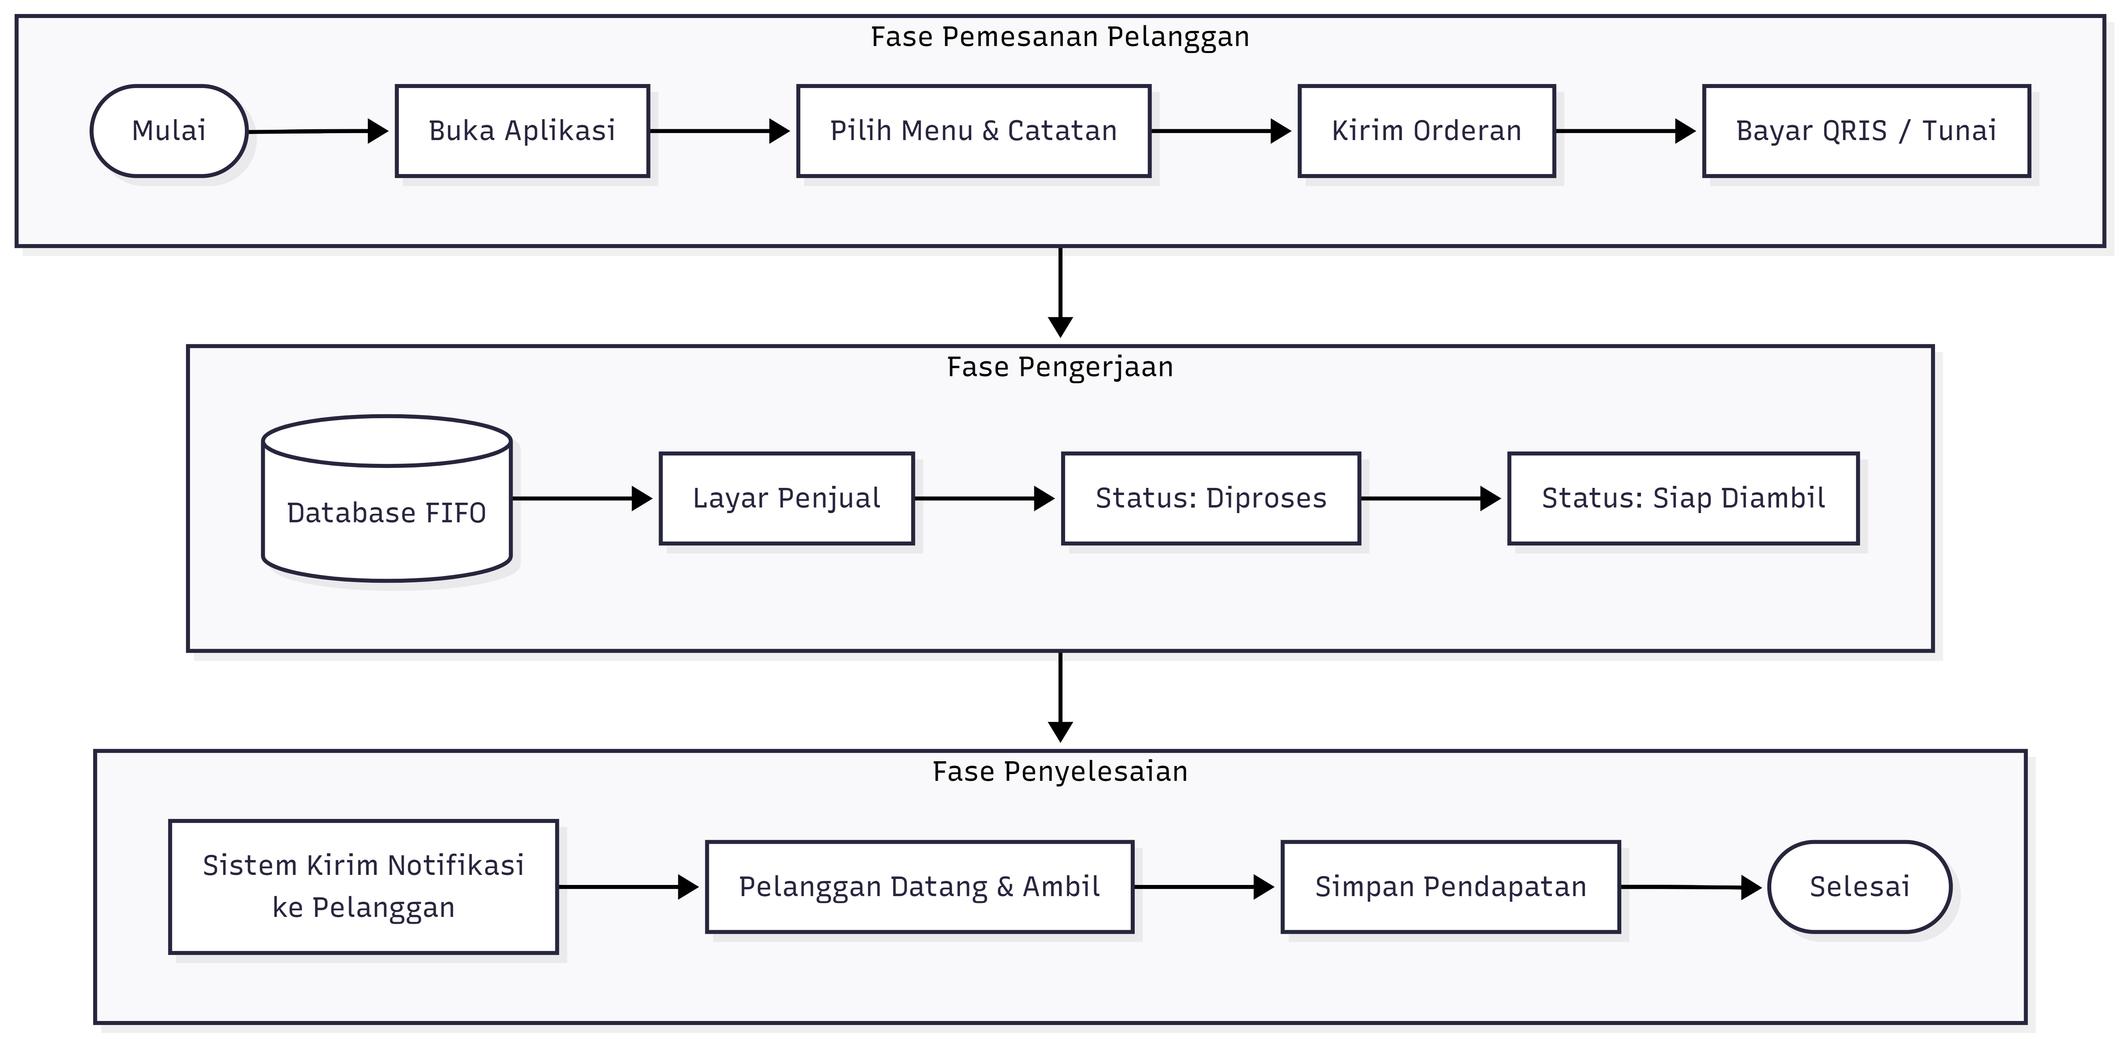 Fase Pemesanan Pelanggan
Mulai
Buka Aplikasi
Pilih Menu & Catatan
Kirim Orderan
Bayar QRIS / Tunai
Fase Pengerjaan
Database FIFO
Layar Penjual
Status: Diproses
Status: Siap Diambil
Fase Penyelesaian
Sistem Kirim Notifikasi
ke Pelanggan
Pelanggan Datang & Ambil
Simpan Pendapatan
Selesai